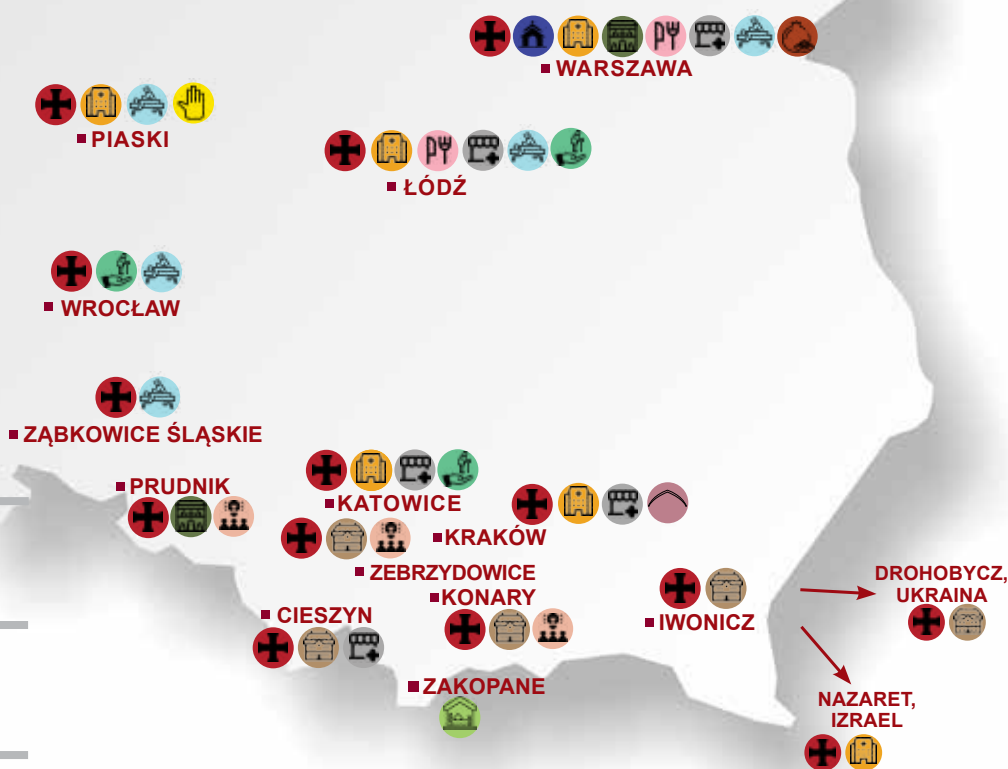 WARSZAWA
PIASKI
ŁÓDŹ
WROCŁAW
ZĄBKOWICE ŚLĄSKIE
PRUDNIK
KATOWICE
KRAKÓW
ZEBRZYDOWICE
KONARY
CIESZYN
IWONICZ
DROHOBYCZ,
UKRAINA
ZAKOPANE
NAZARET,
IZRAEL